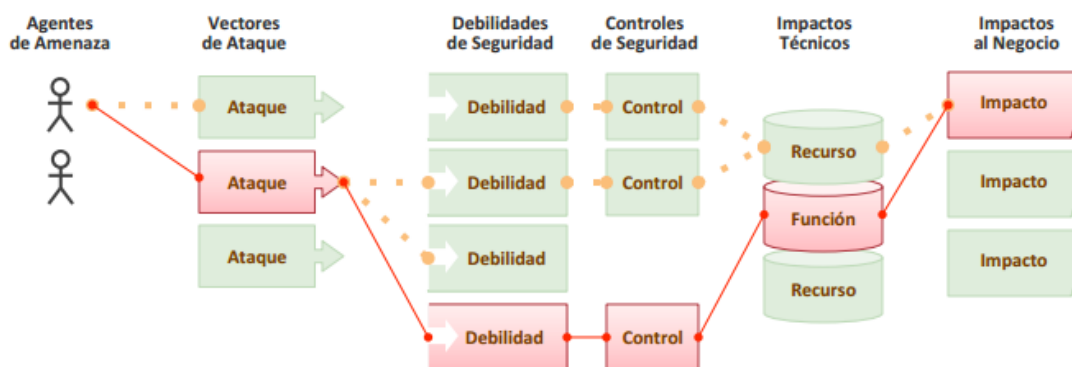 Agentes
de Amenaza
Vectores
de Ataque
Debilidades
de Seguridad
Controles
de Seguridad
Impactos
Técnicos
Impactos
al Negocio
Ataque
Debilidad
Control
Impacto
Recurso
Ataque
Debilidad
Control
Impacto
Función
Ataque
Debilidad
Impacto
Recurso
Debilidad
Control